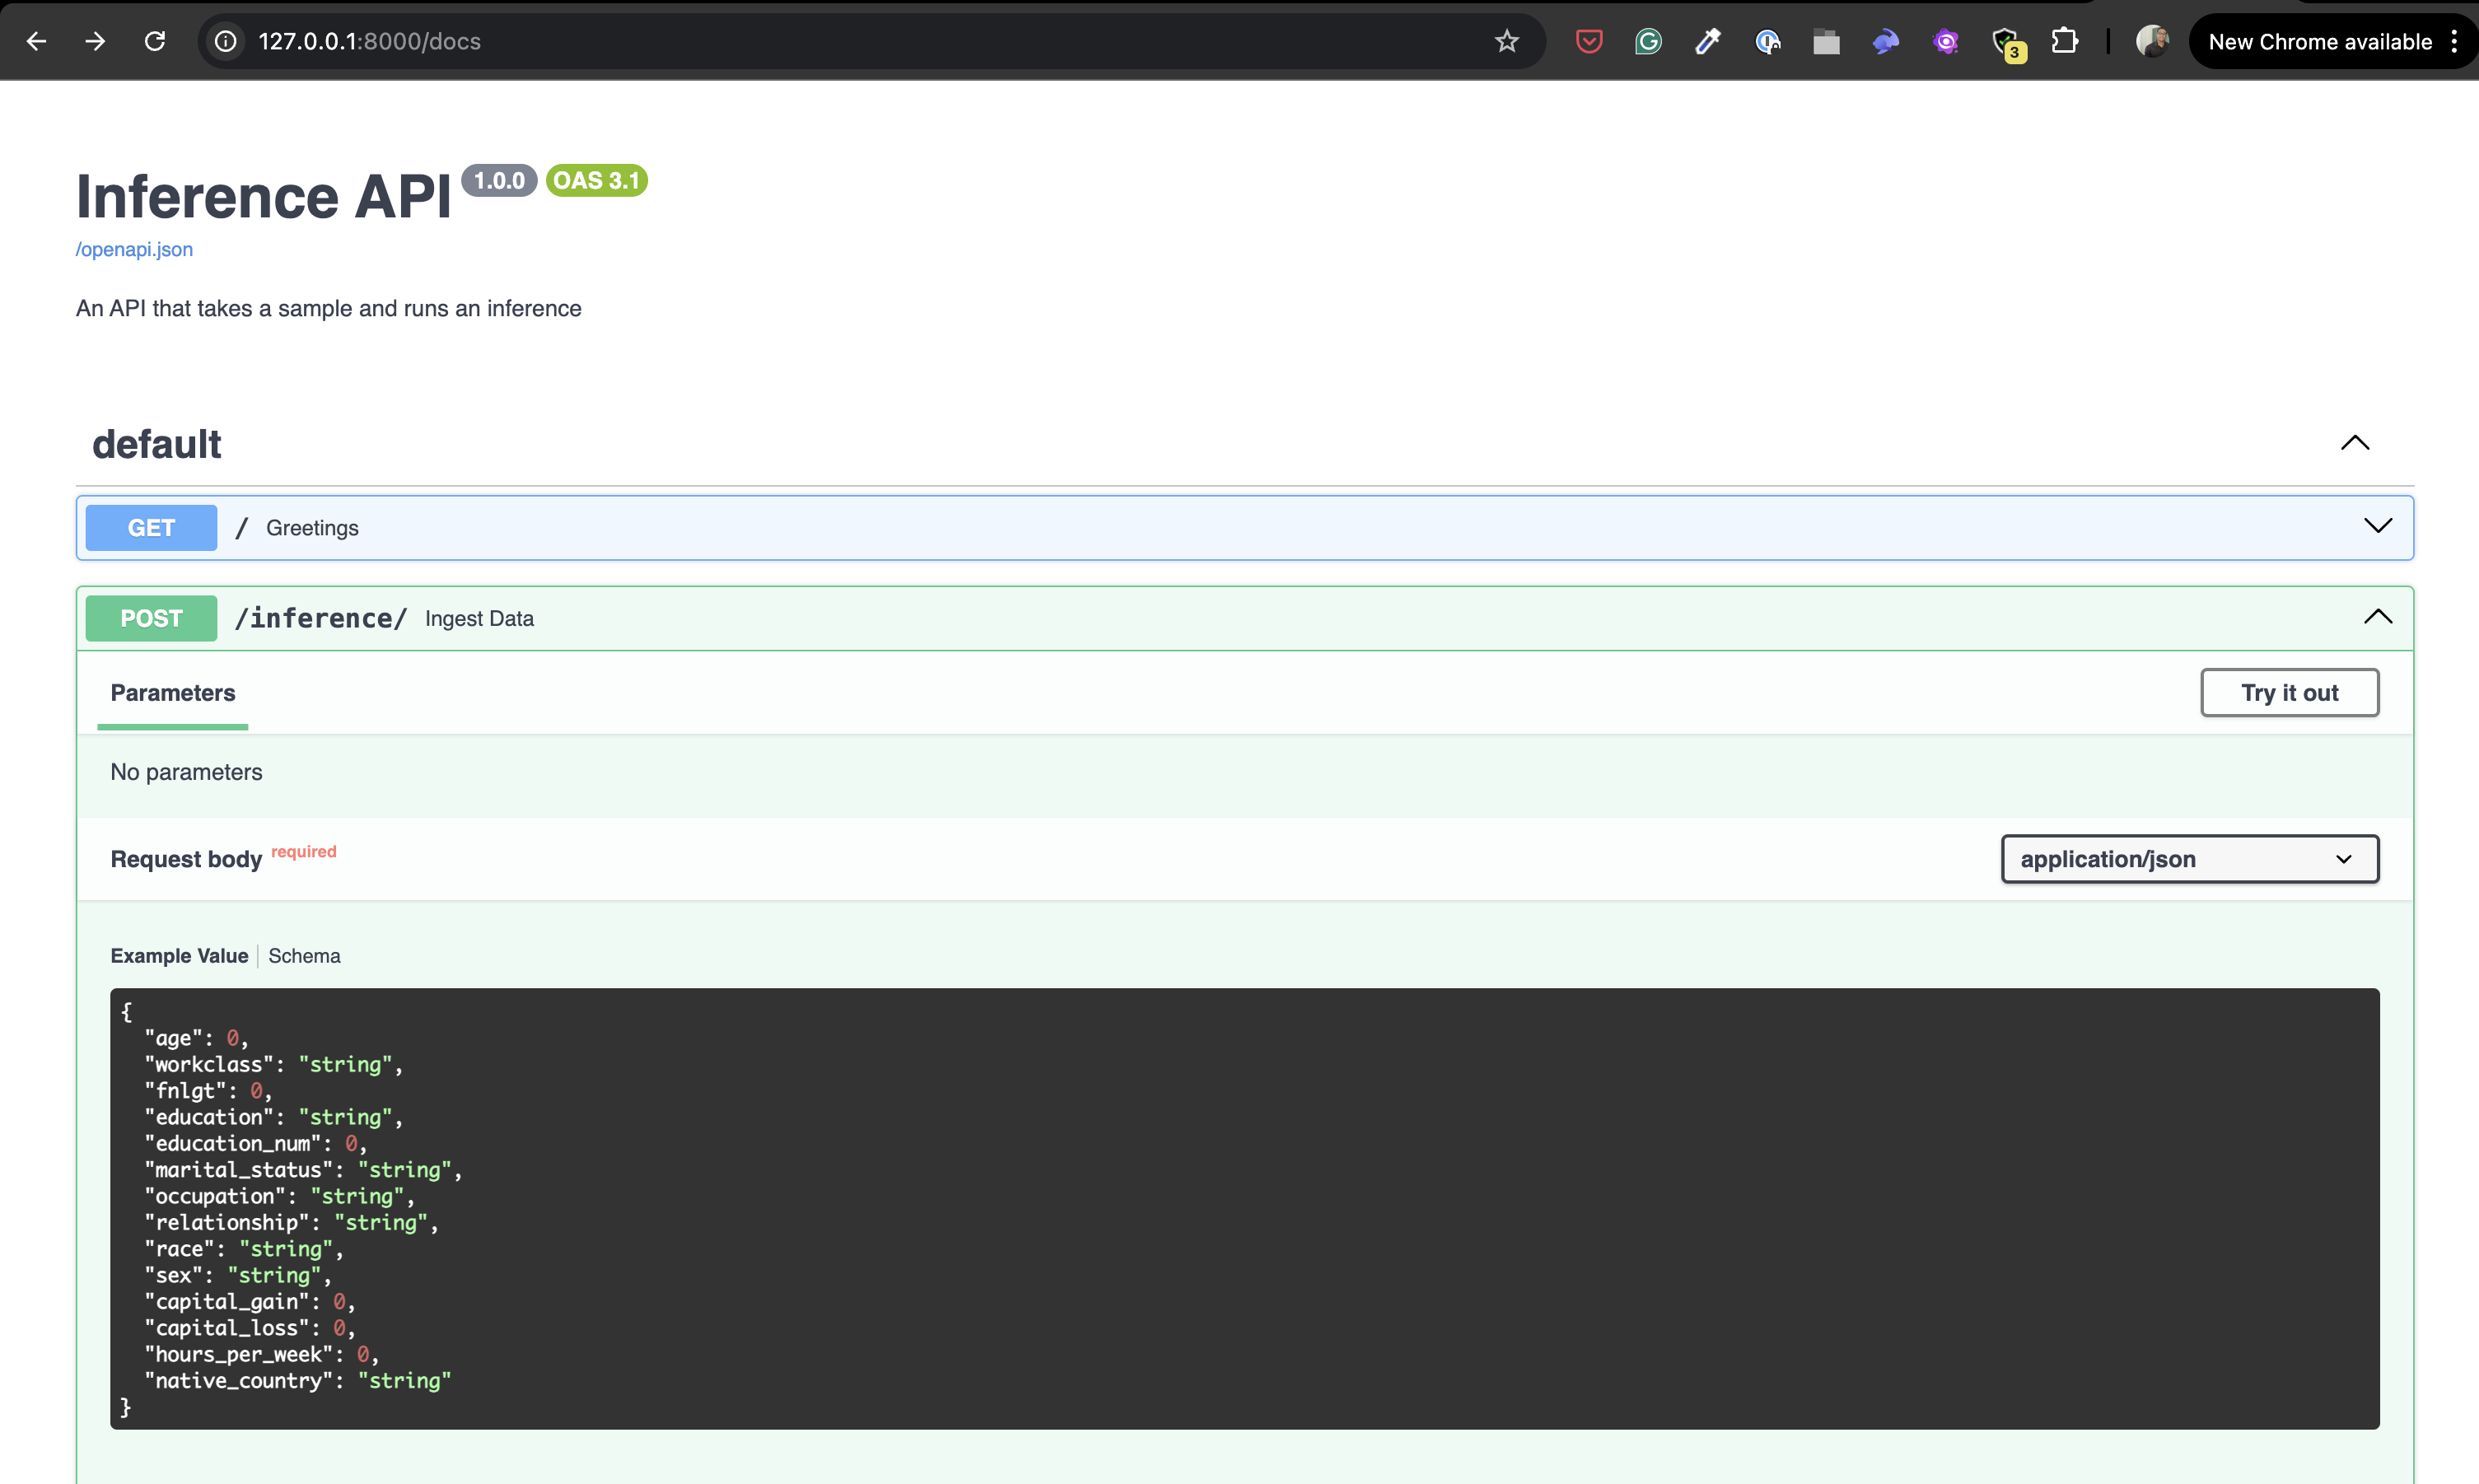 127.0.0.1:8000/docs
3
New Chrome available
Inference API 1.0.0 OAS 3.1
/openapi.json
An API that takes a sample and runs an inference
default
GET / Greetings
POST /inference/ Ingest Data
Parameters
Try it out
No parameters
Request body required
application/json
Example Value Schema
{
  "age": 0,
  "workclass": "string",
  "fnlgt": 0,
  "education": "string",
  "education_num": 0,
  "marital_status": "string",
  "occupation": "string",
  "relationship": "string",
  "race": "string",
  "sex": "string",
  "capital_gain": 0,
  "capital_loss": 0,
  "hours_per_week": 0,
  "native_country": "string"
}